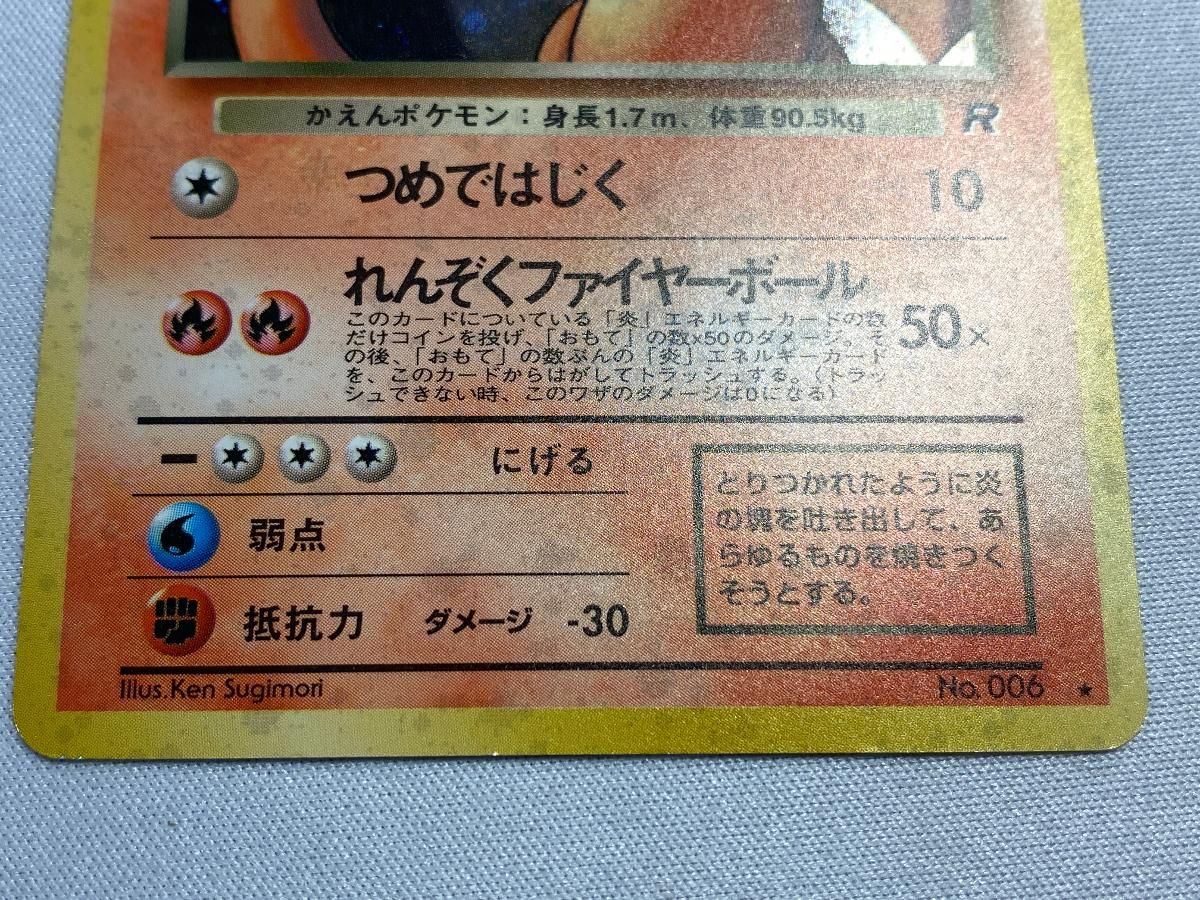 かえんポケモン：身長1.7m、体重90.5kg R
つめではじく 10
れんぞくファイヤーボール
このカードについている「炎」エネルギーカードの数
だけコインを投げ、「おもて」の数x50のダメージ。そ
の後、「おもて」の数ぶんの「炎」エネルギーカード
を、このカードからはがしてトラッシュする。（トラッ
シュできない時、このワザのダメージは0になる）
50×
にげる
弱点
抵抗力 ダメージ -30
とりつかれたように炎
の塊を吐き出して、あ
らゆるものを焼きつく
そうとする。
Illus.Ken Sugimori
No.006 ★